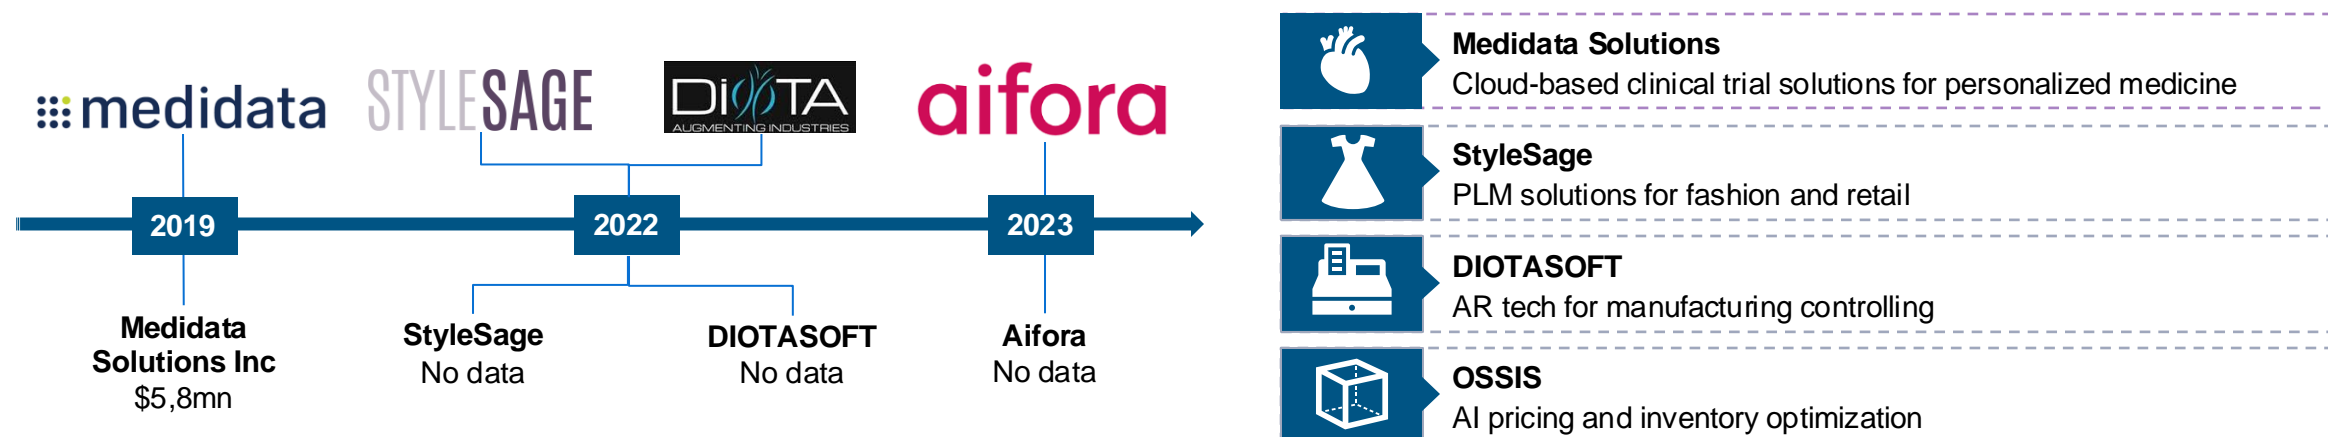 medidata
STYLESAGE
DiOTA
AUGMENTING INDUSTRIES
aifora
2019
2022
2023
Medidata
Solutions Inc
$5,8mn
StyleSage
No data
DIOTASOFT
No data
Aifora
No data
Medidata Solutions
Cloud-based clinical trial solutions for personalized medicine
StyleSage
PLM solutions for fashion and retail
DIOTASOFT
AR tech for manufacturing controlling
OSSIS
AI pricing and inventory optimization